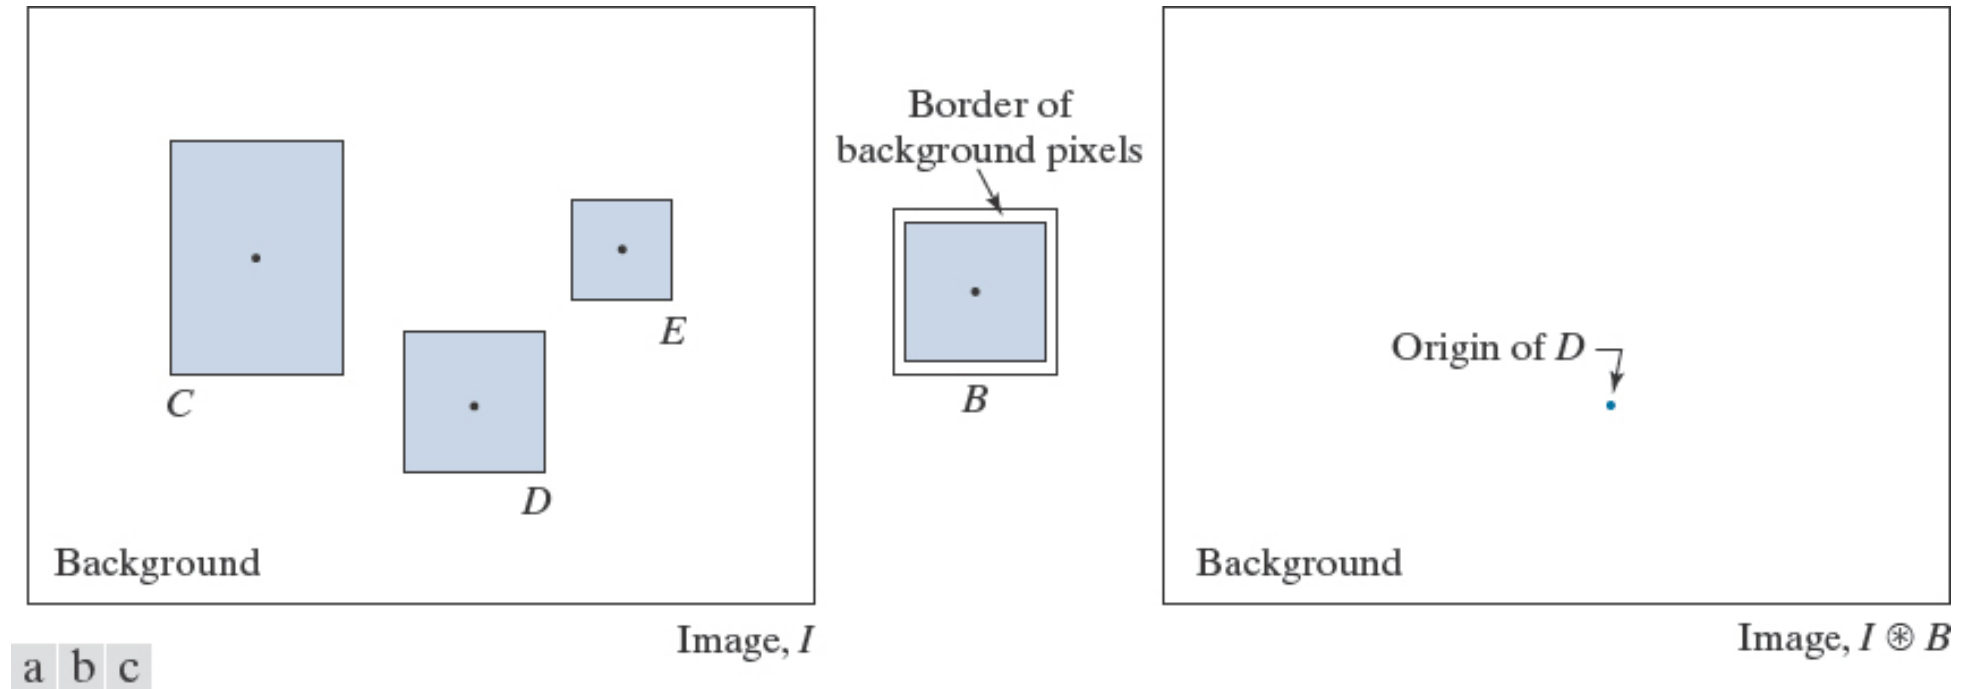 C
D
E
Background
Image, I
Border of
background pixels
B
Origin of D
Background
Image, I ⊛ B
a b c